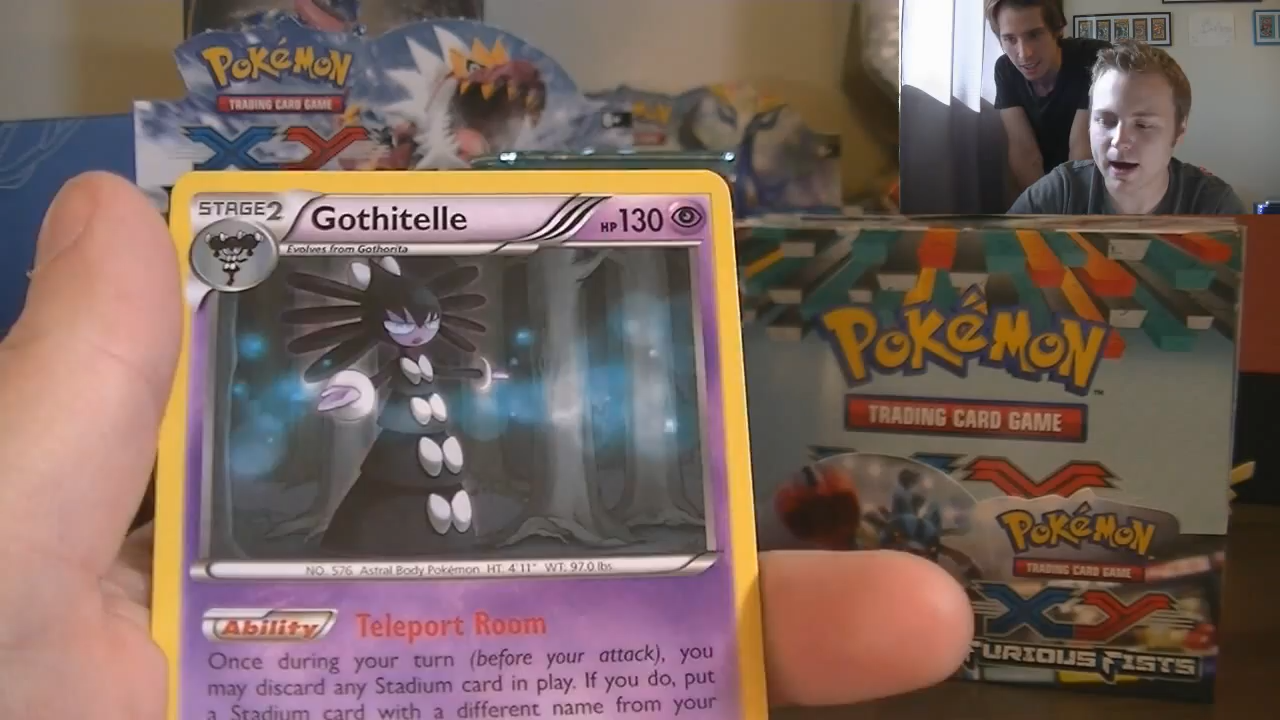 Pokémon
TRADING CARD GAME
XY
STAGE2
Gothitelle
HP130
Evolves from Gothorita
NO. 576 Astral Body Pokémon HT: 4'11" WT: 97.0 lbs
Ability
Teleport Room
Once during your turn (before your attack), you
may discard any Stadium card in play. If you do, put
a Stadium card with a different name from your
POKéMON
TRADING CARD GAME
XY
POKéMON
TRADING CARD GAME
XY
FURIOUS FISTS